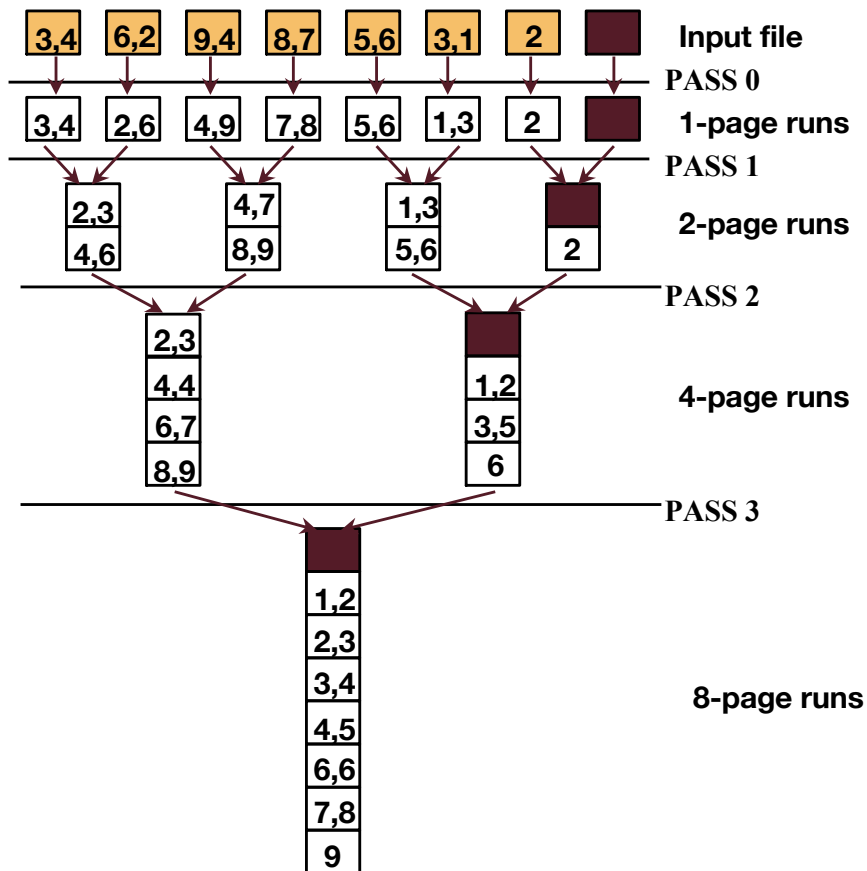 3,4 6,2 9,4 8,7 5,6 3,1 2 Input file
PASS 0
3,4 2,6 4,9 7,8 5,6 1,3 2 1-page runs
PASS 1
2,3 4,7 1,3
2-page runs
4,6 8,9 5,6 2
PASS 2
2,3
4,4 1,2
4-page runs
6,7 3,5
8,9 6
PASS 3
1,2
2,3
3,4
8-page runs
4,5
6,6
7,8
9